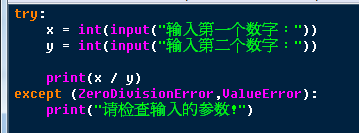 try:
    x = int(input("输入第一个数字："))
    y = int(input("输入第二个数字："))
    print(x / y)
except (ZeroDivisionError,ValueError):
    print("请检查输入的参数!")